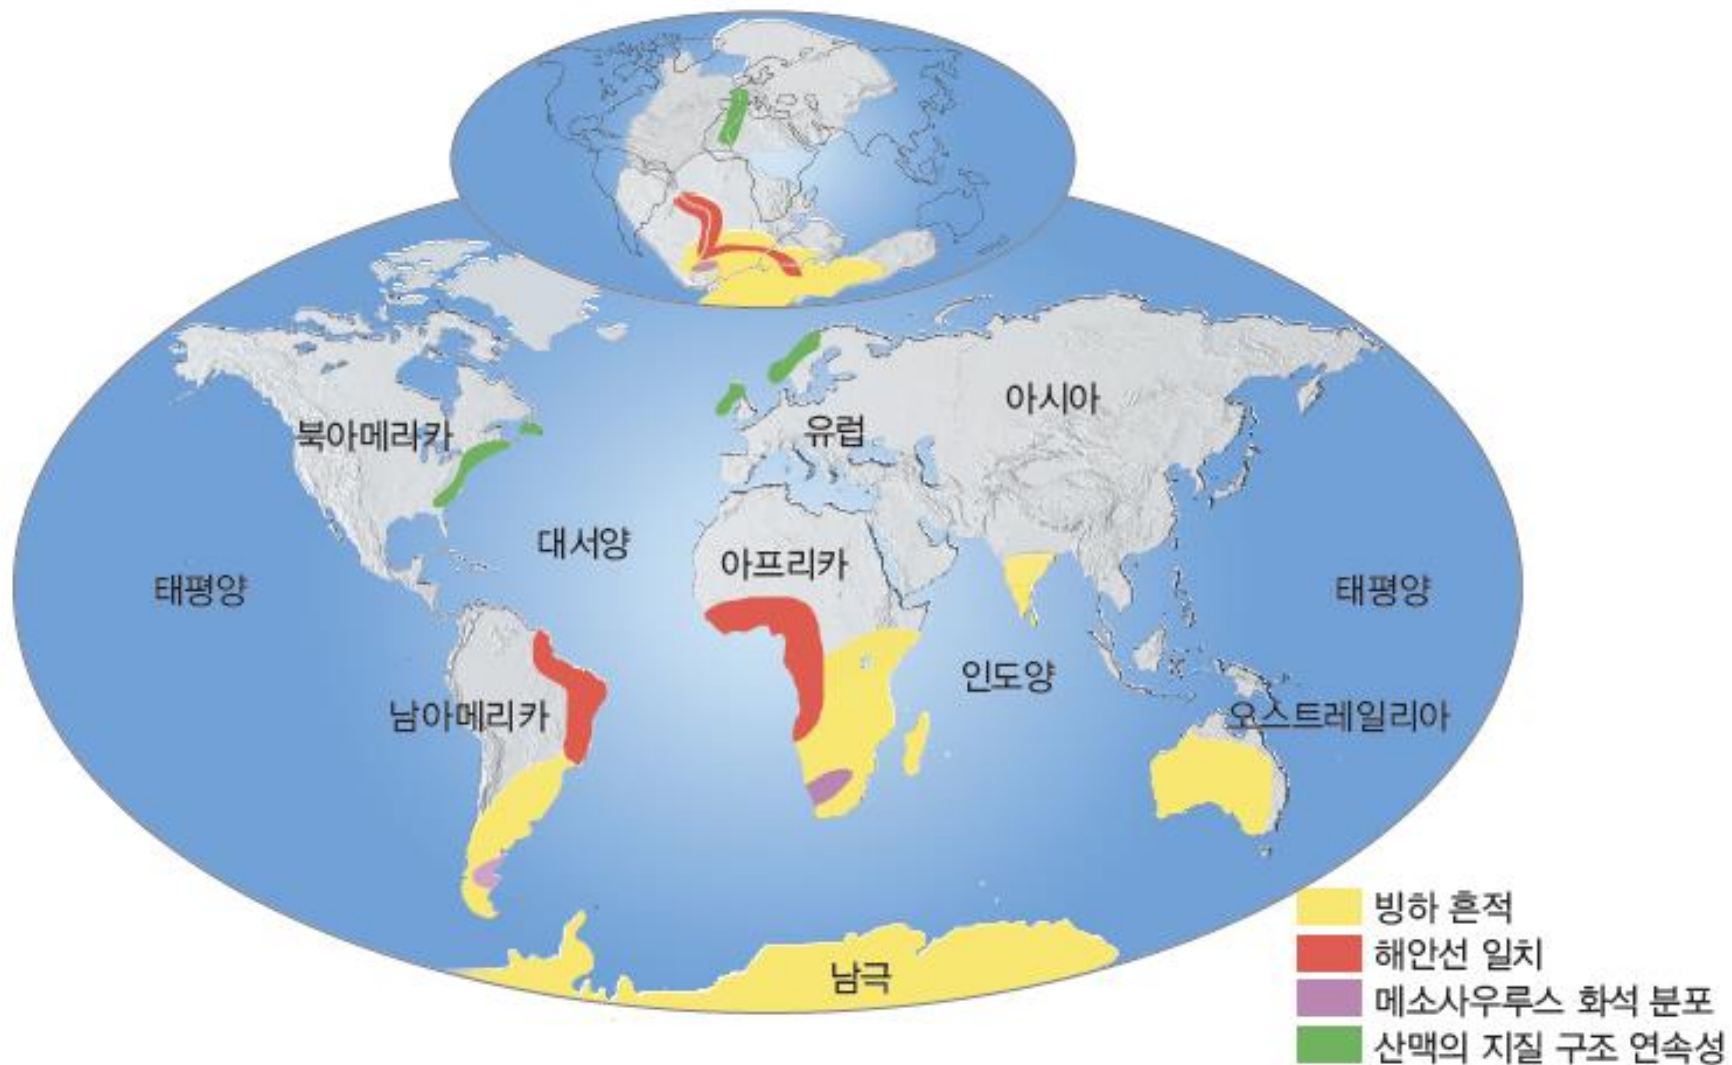 아시아
북아메리카
유럽
대서양
아프리카
태평양
태평양
인도양
남아메리카
오스트레일리아
남극
빙하 흔적
해안선 일치
메소사우루스 화석 분포
산맥의 지질 구조 연속성